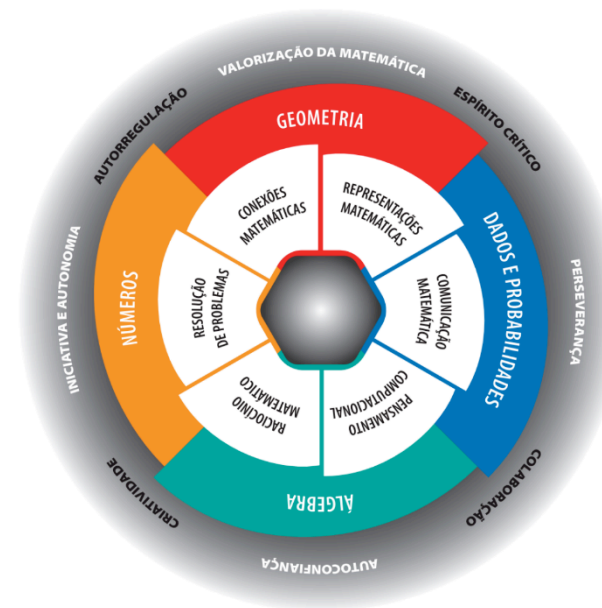 VALORIZAÇÃO DA MATEMÁTICA
ESPÍRITO CRÍTICO
PERSEVERANÇA
COLABORAÇÃO
AUTOCONFIANÇA
CRIATIVIDADE
INICIATIVA E AUTONOMIA
AUTORREGULAÇÃO
GEOMETRIA
DADOS E PROBABILIDADES
ÁLGEBRA
NÚMEROS
CONEXÕES
MATEMÁTICAS
REPRESENTAÇÕES
MATEMÁTICAS
COMUNICAÇÃO
MATEMÁTICA
PENSAMENTO
COMPUTACIONAL
RACIOCÍNIO
MATEMÁTICO
RESOLUÇÃO
DE PROBLEMAS